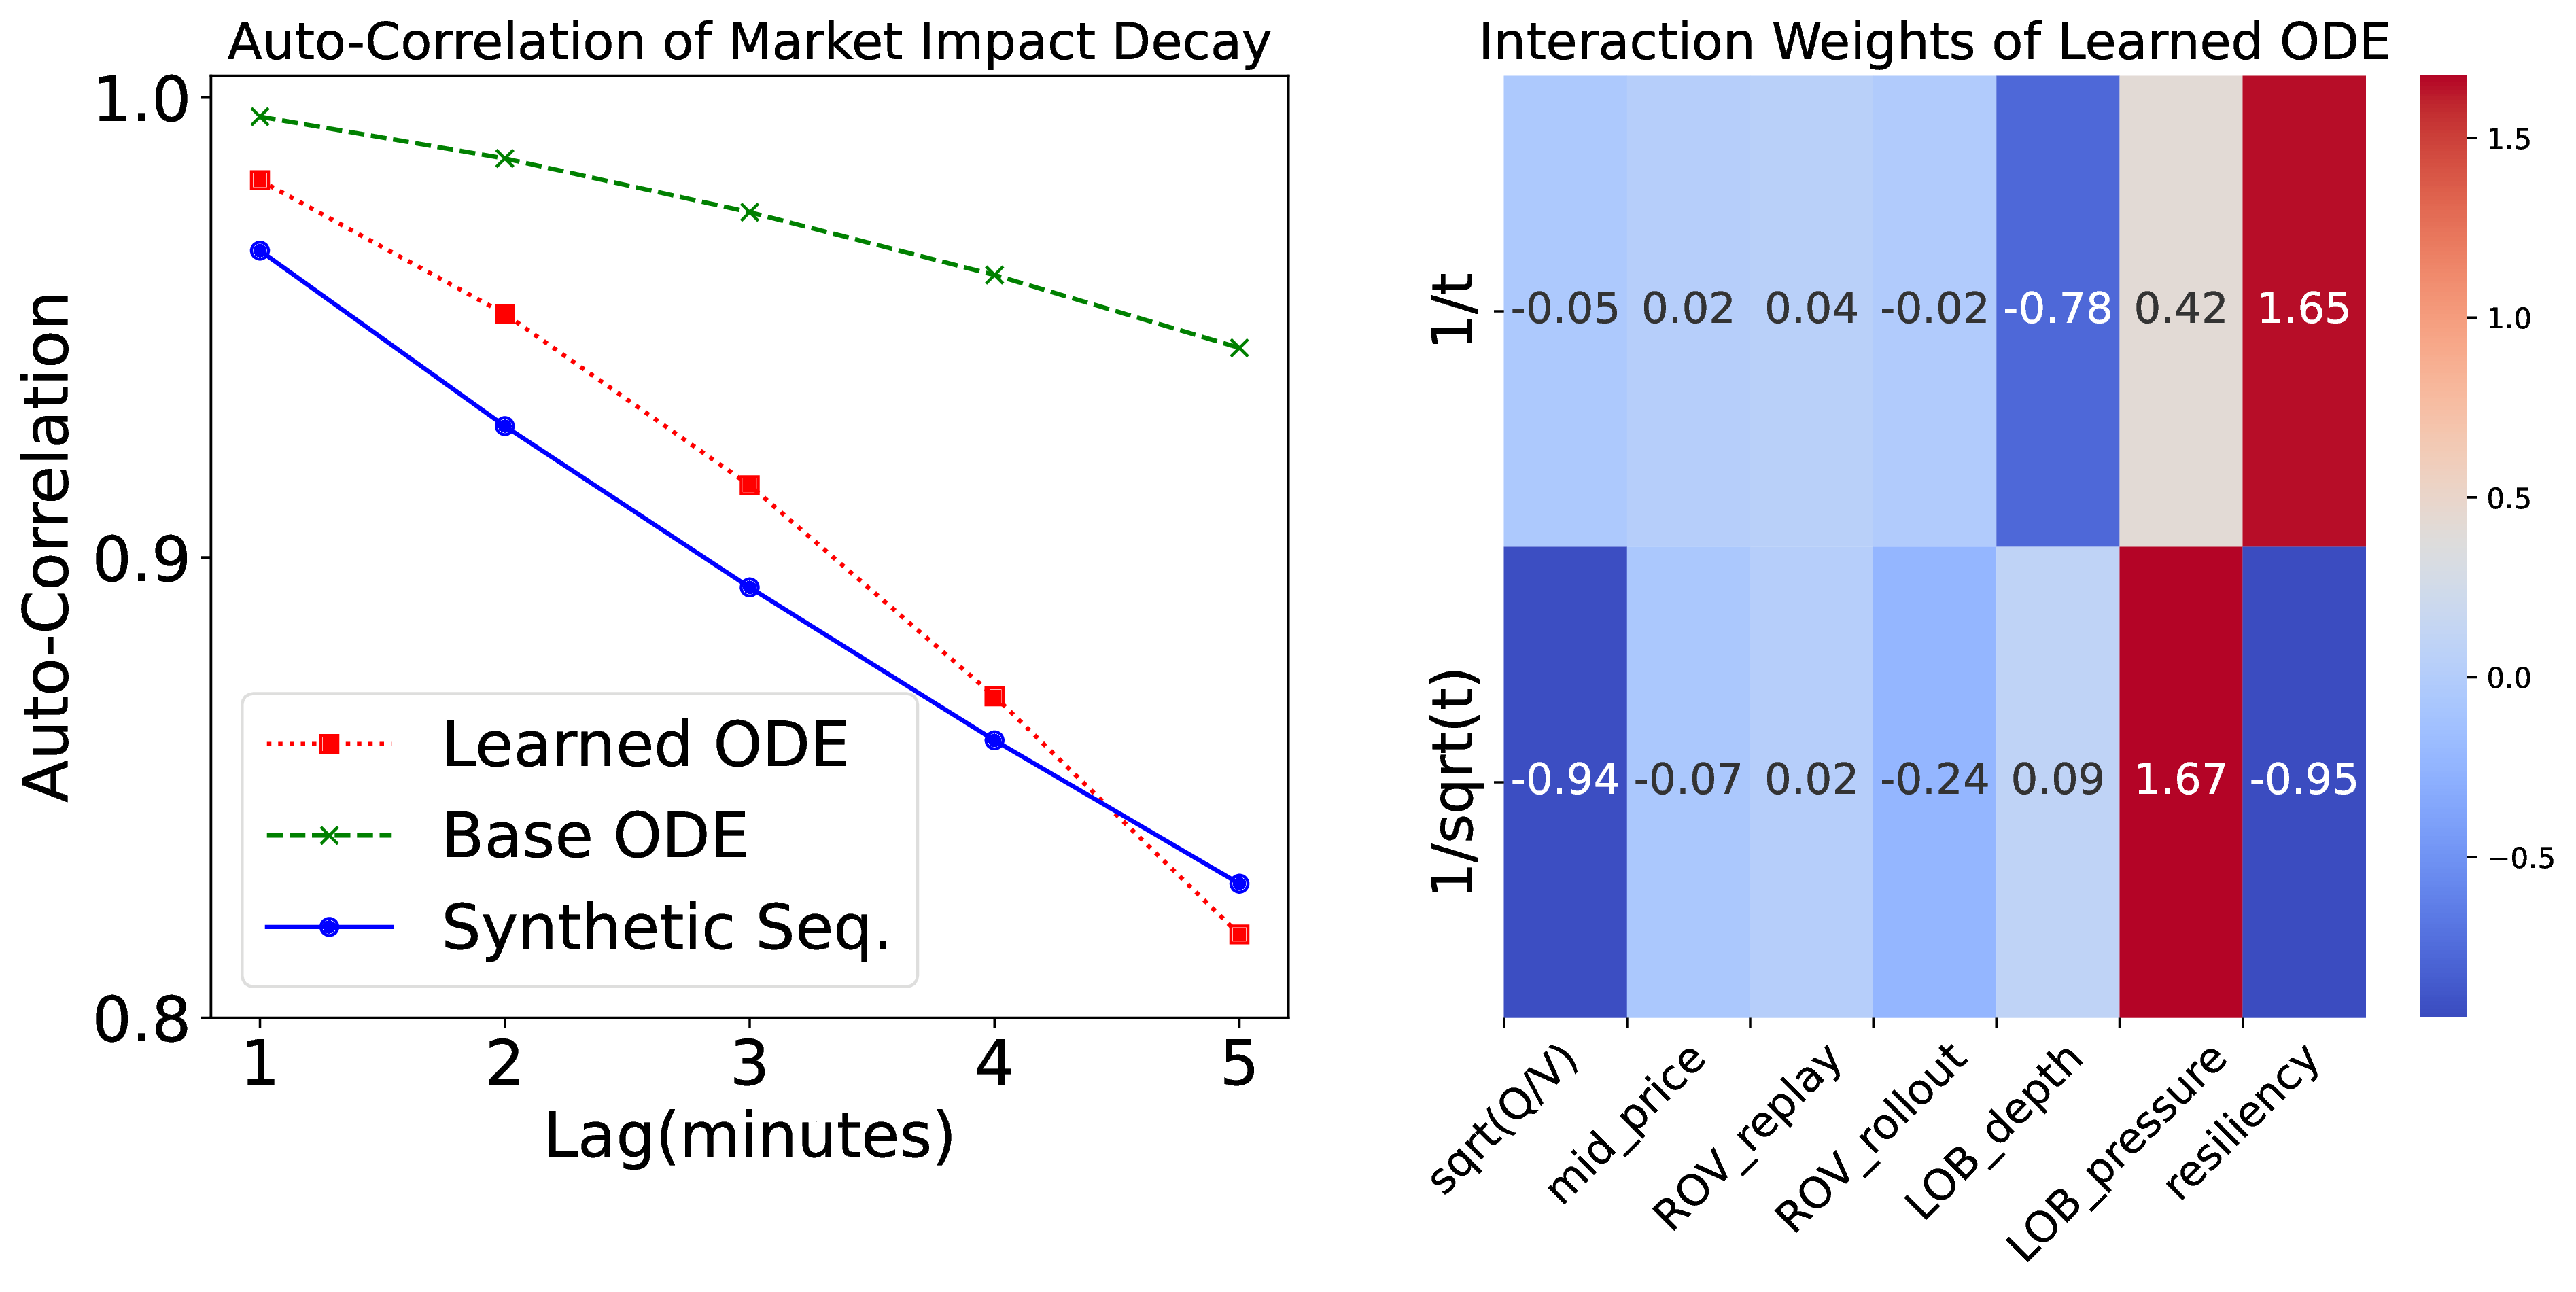 Auto-Correlation of Market Impact Decay
Auto-Correlation
1.0
0.9
0.8
1 2 3 4 5
Lag(minutes)
Learned ODE
Base ODE
Synthetic Seq.
Interaction Weights of Learned ODE
1/t
-0.05 0.02 0.04 -0.02 -0.78 0.42 1.65
1/sqrt(t)
-0.94 -0.07 0.02 -0.24 0.09 1.67 -0.95
sqrt(Q/V)
mid_price
ROV_replay
ROV_rollout
LOB_depth
LOB_pressure
resiliency
1.5
1.0
0.5
0.0
−0.5